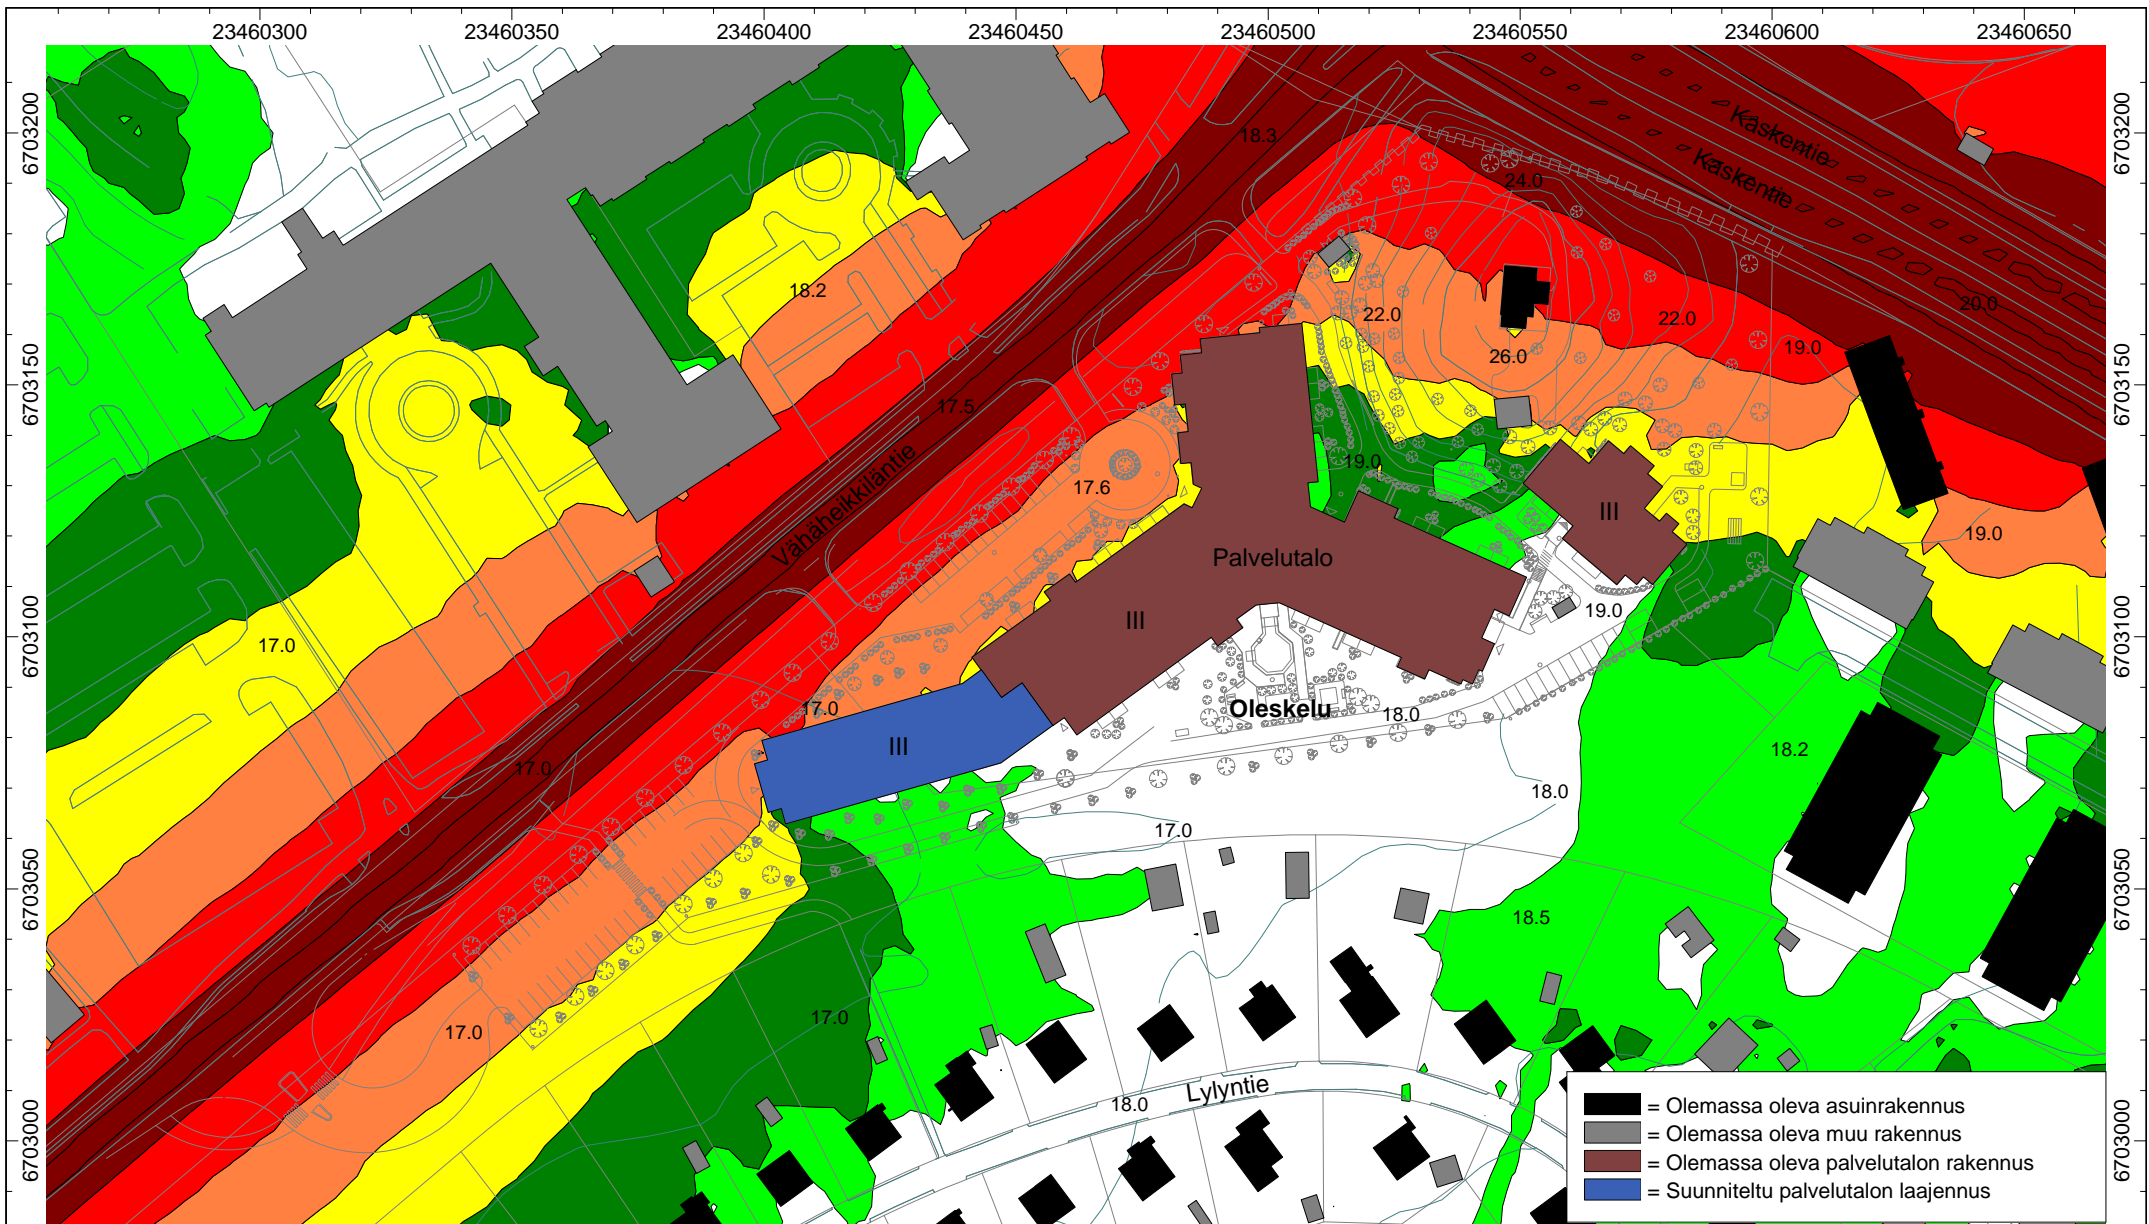 23460300 23460350 23460400 23460450 23460500 23460550 23460600 23460650
6703200 6703200
18.3
Kaskentie
Kaskentie
24.0
18.2
20.0
22.0
22.0
19.0
26.0
6703150 6703150
17.5
19.0
17.6
Vähäheikkiläntie
III
19.0
Palvelutalo
19.0
6703100 6703100
III
17.0
17.0
Oleskelu
18.0
III
18.2
17.0
18.0
17.0
6703050 6703050
18.5
17.0
17.0
Lylyntie
18.0
6703000 6703000
= Olemassa oleva asuinrakennus
= Olemassa oleva muu rakennus
= Olemassa oleva palvelutalon rakennus
= Suunniteltu palvelutalon laajennus